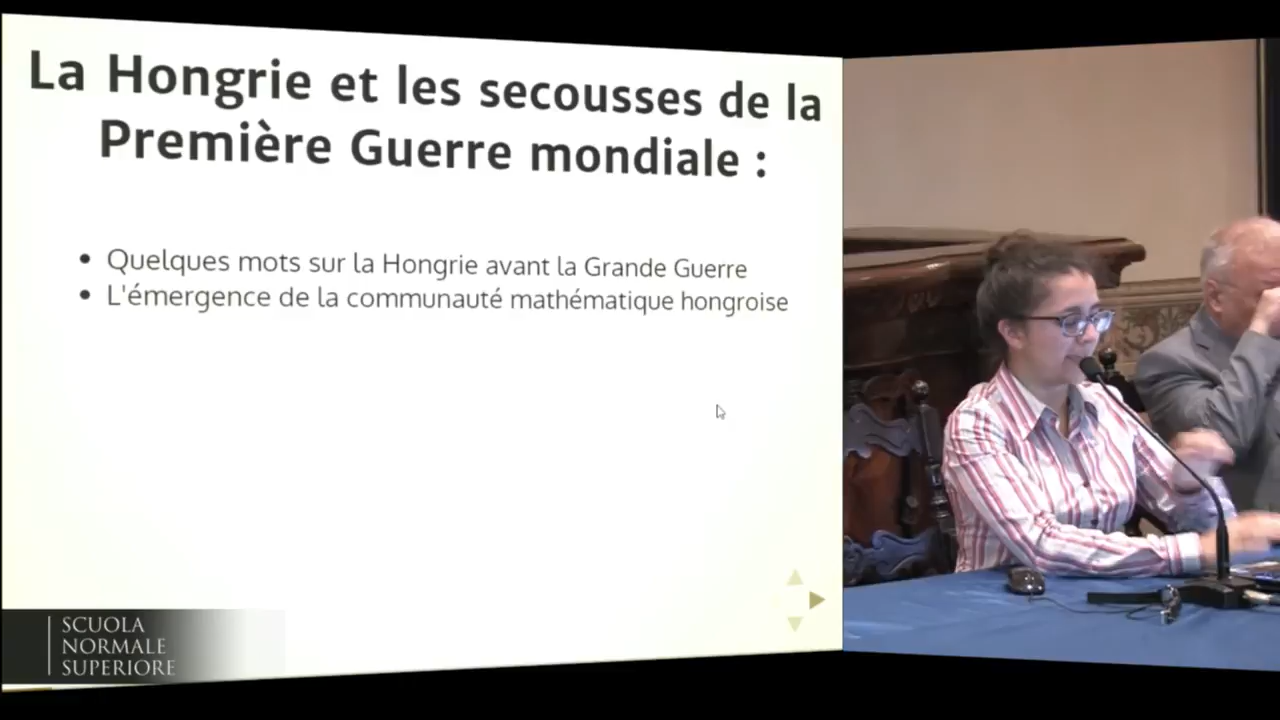 La Hongrie et les secousses de la
Première Guerre mondiale :
• Quelques mots sur la Hongrie avant la Grande Guerre
• L'émergence de la communauté mathématique hongroise
SCUOLA
NORMALE
SUPERIORE